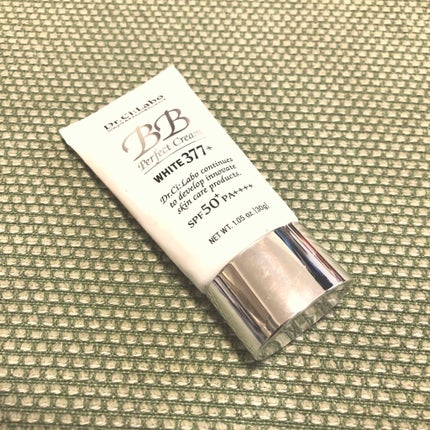 Dr.Ci:Labo
BB
Perfect Cream
WHITE377+
Dr.Ci:Labo continues
to develop innovate
skin care products.
SPF50+ PA++++
NET WT. 1.05 oz.(30g)